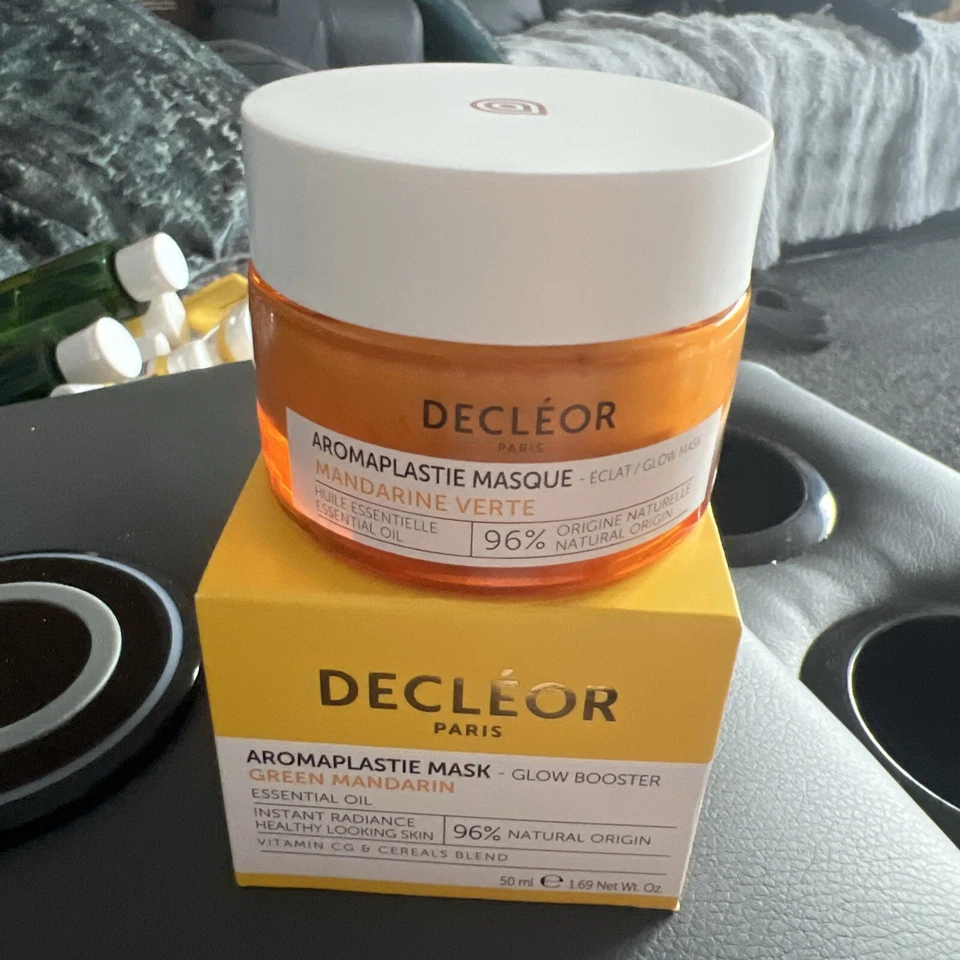 DECLÉOR
PARIS
AROMAPLASTIE MASQUE - ÉCLAT / GLOW MASK
MANDARINE VERTE
HUILE ESSENTIELLE
ESSENTIAL OIL
96% ORIGINE NATURELLE
NATURAL ORIGIN
DECLÉOR
PARIS
AROMAPLASTIE MASK - GLOW BOOSTER
GREEN MANDARIN
ESSENTIAL OIL
INSTANT RADIANCE
HEALTHY LOOKING SKIN
96% NATURAL ORIGIN
VITAMIN CG & CEREALS BLEND
50 ml ℮ 1.69 Net Wt. Oz.